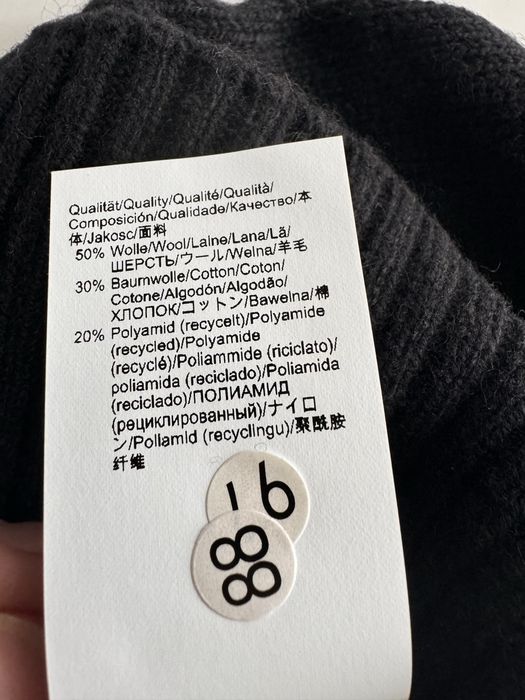 Qualität/Quality/Qualité/Qualità/
Composición/Qualidade/Качество/本
体/Jakosc/面料
50% Wolle/Wool/Laine/Lana/Lã/
ШЕРСТЬ/ウール/Welna/羊毛
30% Baumwolle/Cotton/Coton/
Cotone/Algodón/Algodão/
ХЛОПОК/コットン/Bawelna/棉
20% Polyamid (recycelt)/Polyamide
(recycled)/Polyamide
(recyclé)/Poliammide (riciclato)/
poliamida (reciclado)/Poliamida
(reciclado)/ПОЛИАМИД
(рециклированный)/ナイロ
ン/Poliamid (recyclingu)/聚酰胺
纤维
88